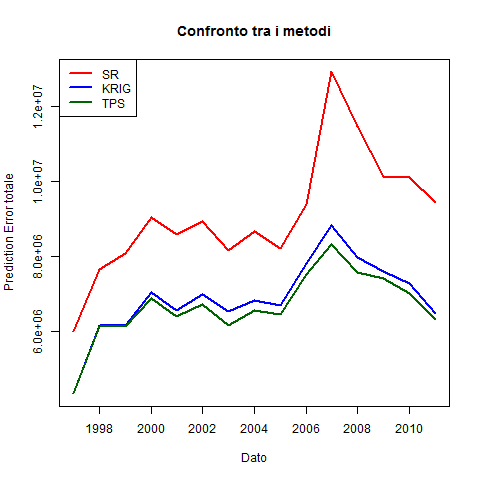 Confronto tra i metodi
SR
KRIG
TPS
Prediction Error totale
1.2e+07
1.0e+07
8.0e+06
6.0e+06
1998 2000 2002 2004 2006 2008 2010
Dato